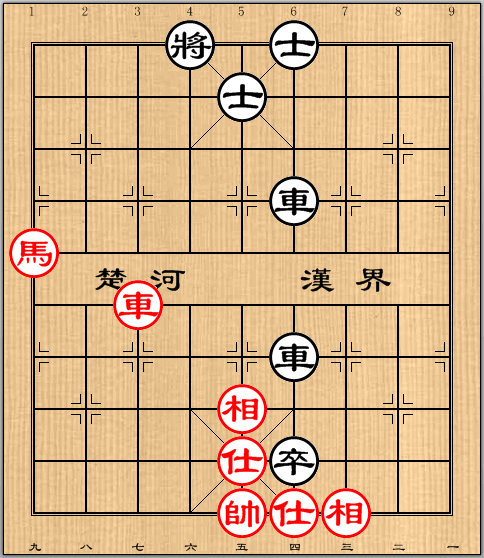 1 2 3 4 5 6 7 8 9
將 士
士
車
馬
楚河 漢界
車
車
相
仕 卒
帥 仕 相
九 八 七 六 五 四 三 二 一